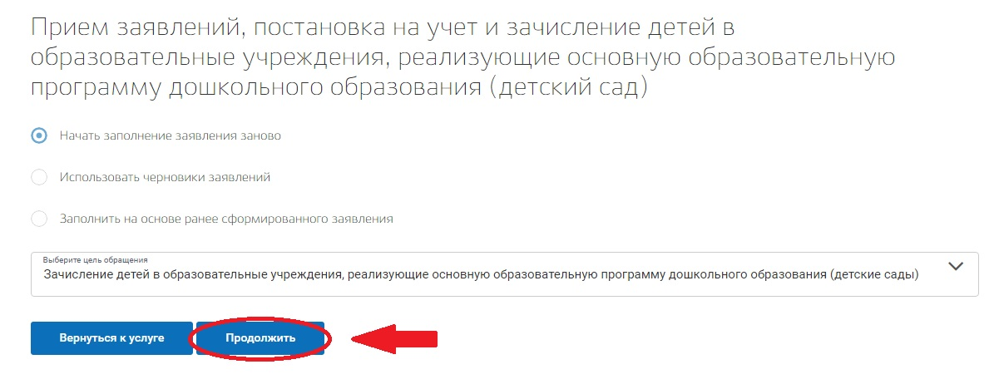 Прием заявлений, постановка на учет и зачисление детей в
образовательные учреждения, реализующие основную образовательную
программу дошкольного образования (детский сад)
Начать заполнение заявления заново
Использовать черновики заявлений
Заполнить на основе ранее сформированного заявления
Выберите цель обращения
Зачисление детей в образовательные учреждения, реализующие основную образовательную программу дошкольного образования (детские сады)
Вернуться к услуге Продолжить